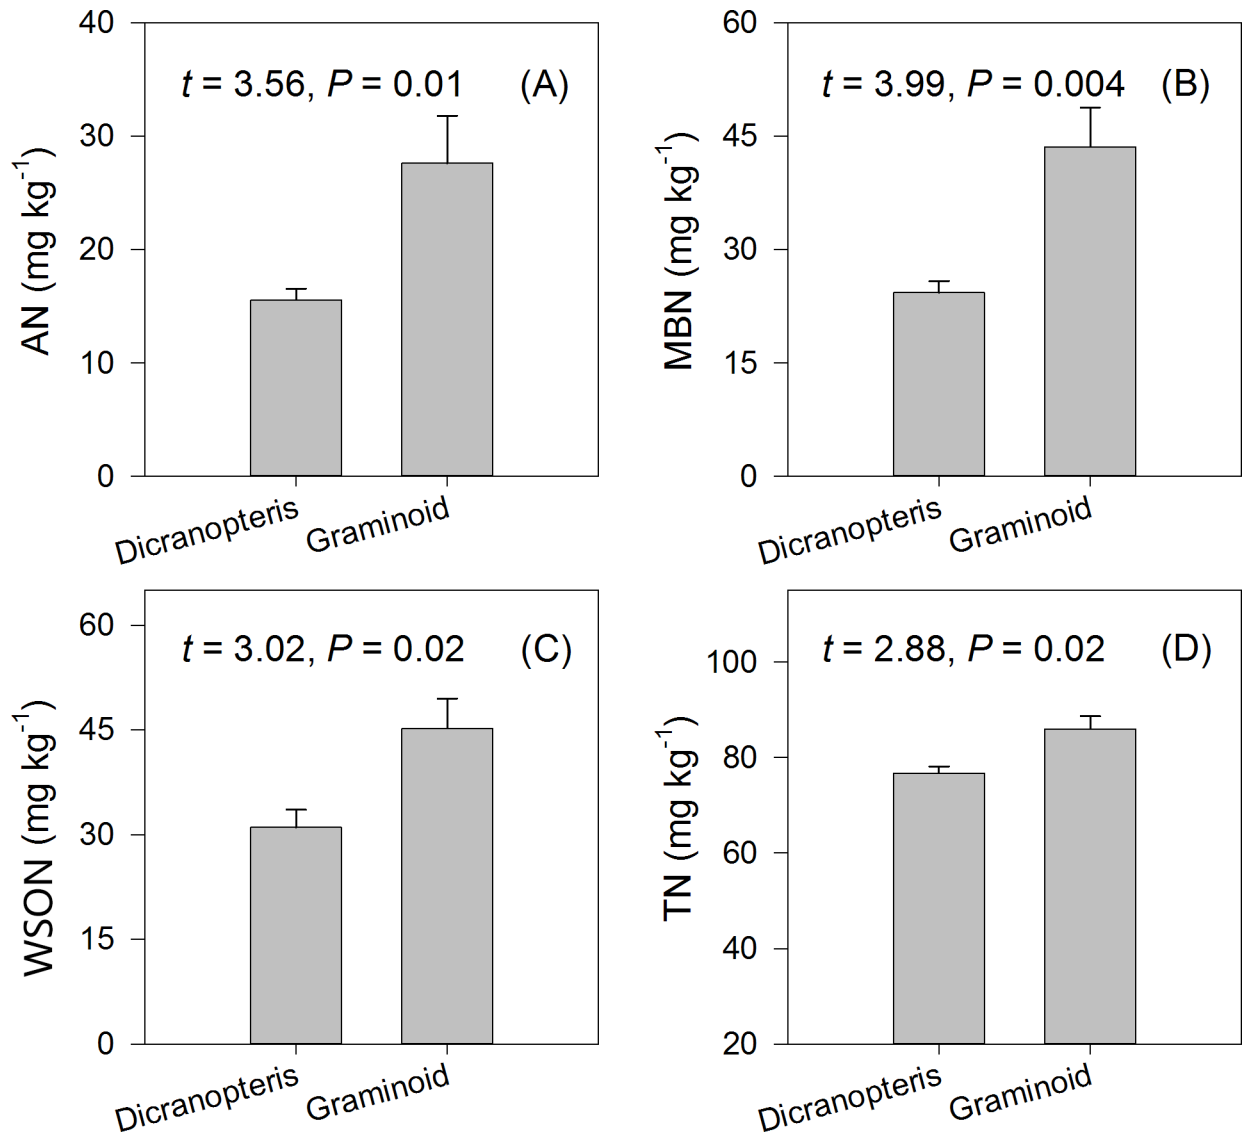 t = 3.56, P = 0.01 (A)
AN (mg kg⁻¹)
40
30
20
10
0
Dicranopteris
Graminoid
t = 3.99, P = 0.004 (B)
MBN (mg kg⁻¹)
60
45
30
15
0
Dicranopteris
Graminoid
t = 3.02, P = 0.02 (C)
WSON (mg kg⁻¹)
60
45
30
15
0
Dicranopteris
Graminoid
t = 2.88, P = 0.02 (D)
TN (mg kg⁻¹)
100
80
60
40
20
Dicranopteris
Graminoid